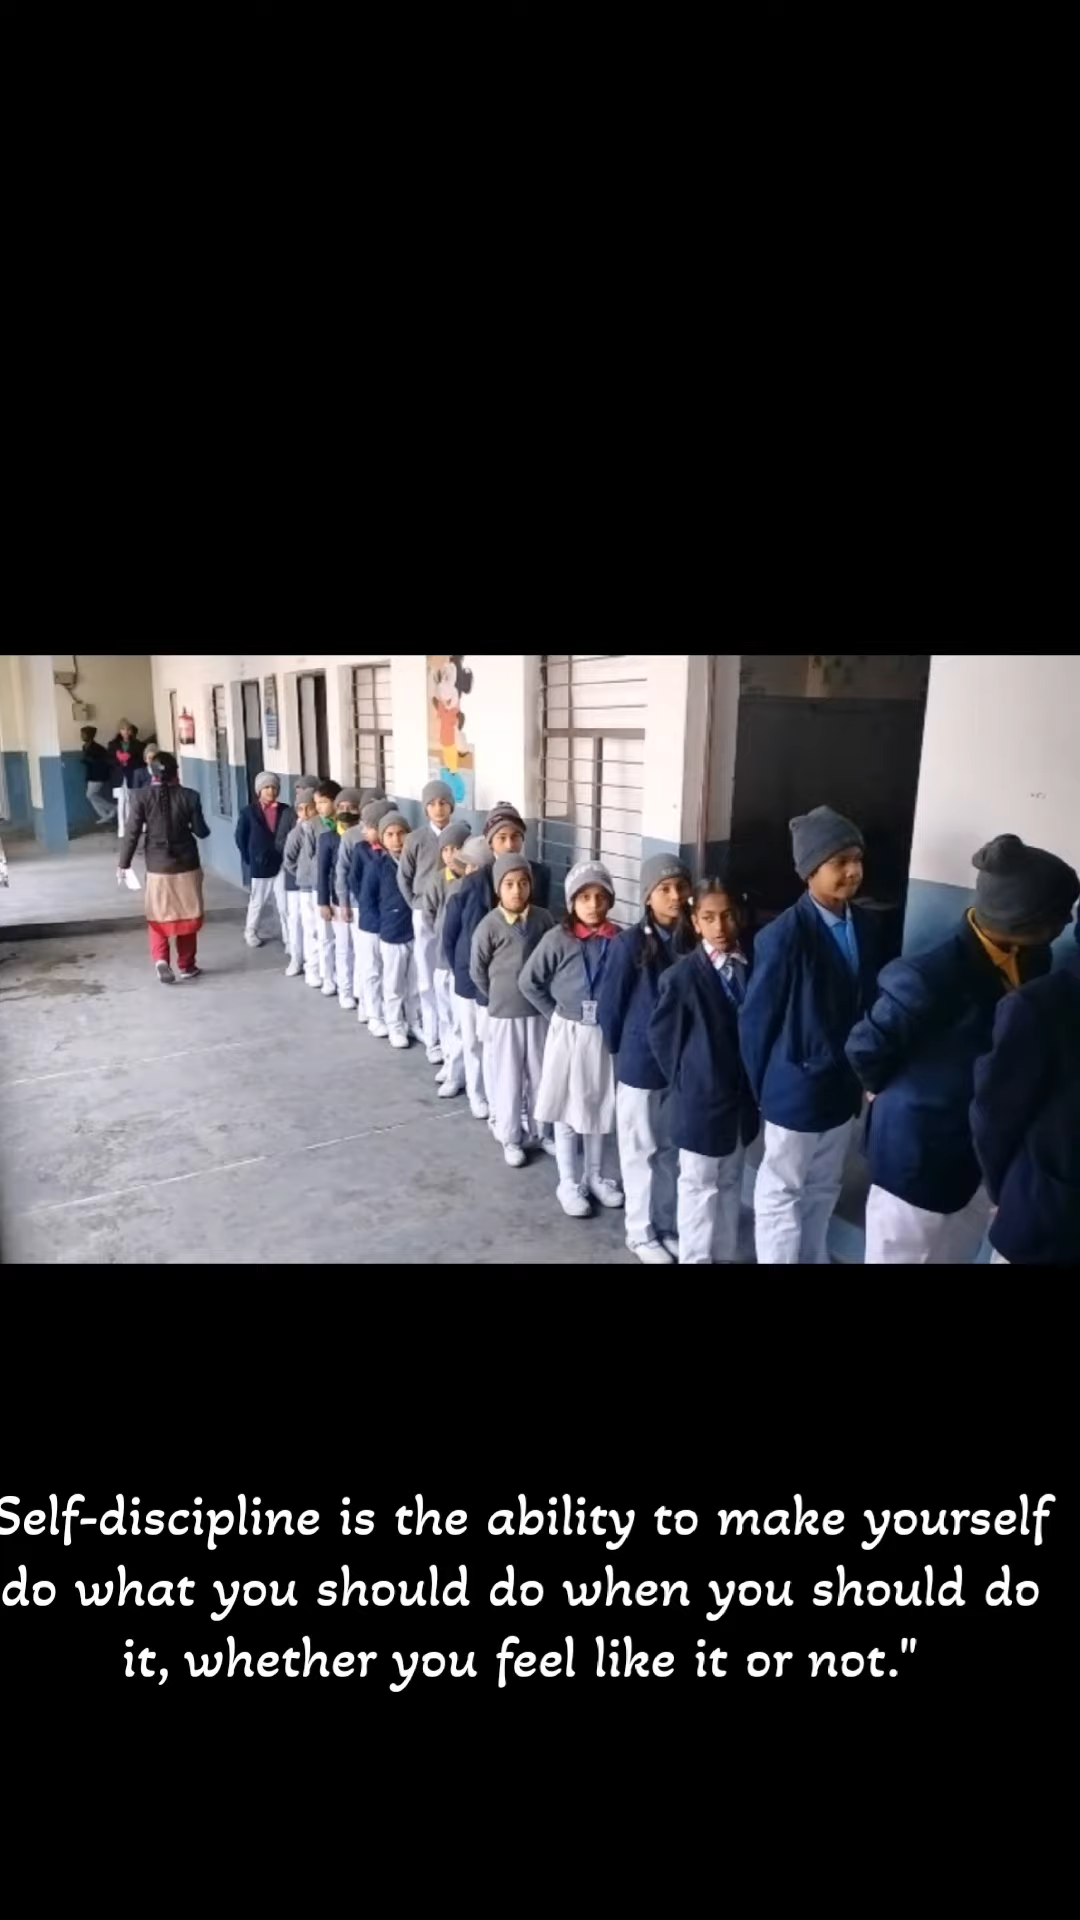 Self-discipline is the ability to make yourself
do what you should do when you should do
it, whether you feel like it or not."